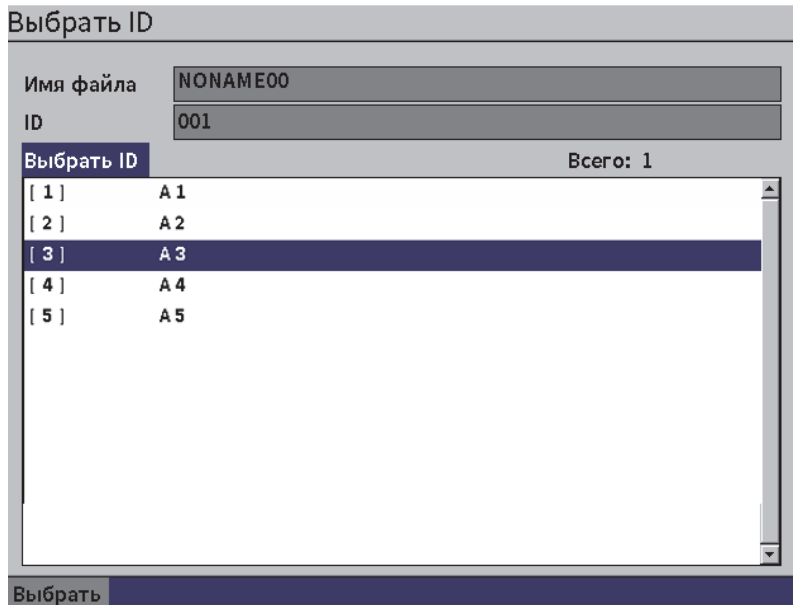 Выбрать ID
Имя файла NONAME00
ID 001
Выбрать ID Всего: 1
[ 1 ] A 1
[ 2 ] A 2
[ 3 ] A 3
[ 4 ] A 4
[ 5 ] A 5
Выбрать